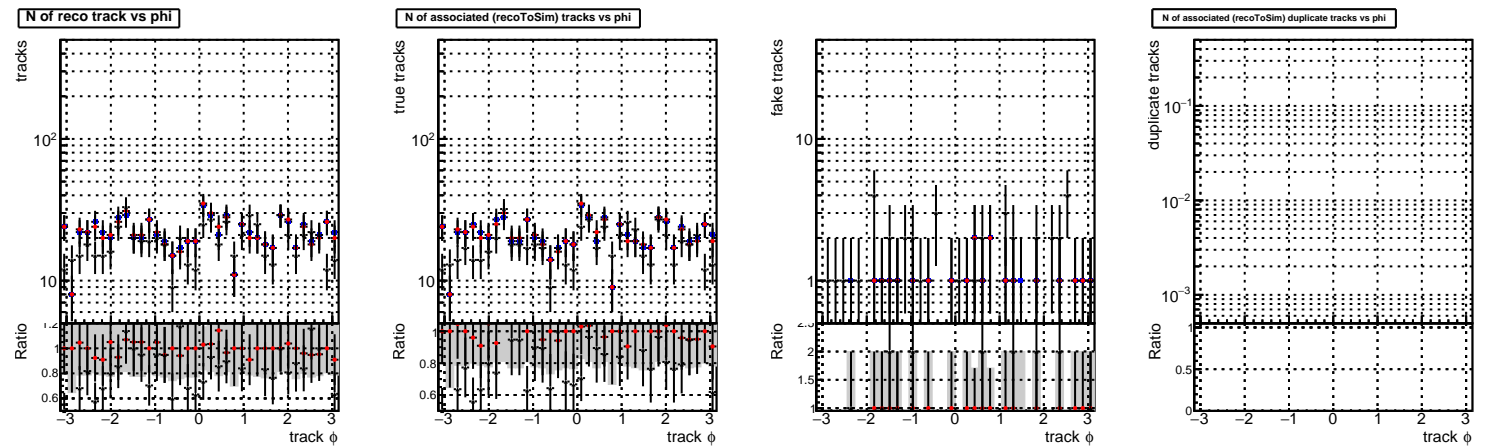 N of reco track vs phi
tracks
10²
10
Ratio
1.2
1
0.8
0.6
−3 −2 −1 0 1 2 3
track ϕ
N of associated (recoToSim) tracks vs phi
true tracks
10²
10
Ratio
1
0.8
0.6
−3 −2 −1 0 1 2 3
track ϕ
fake tracks
10
1
Ratio
2.5
2
1.5
1
−3 −2 −1 0 1 2 3
track ϕ
N of associated (recoToSim) duplicate tracks vs phi
duplicate tracks
10⁻¹
10⁻²
10⁻³
Ratio
1
0.5
0
−3 −2 −1 0 1 2 3
track ϕ